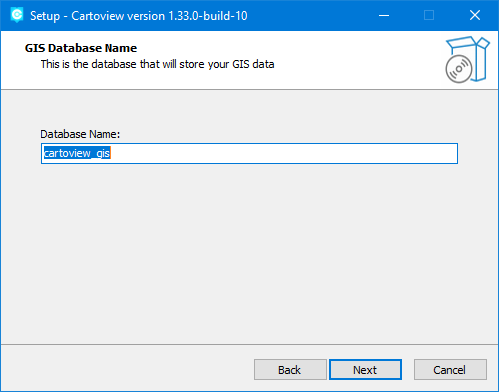 Setup - Cartoview version 1.33.0-build-10
GIS Database Name
This is the database that will store your GIS data
Database Name:
cartoview_gis
Back
Next
Cancel